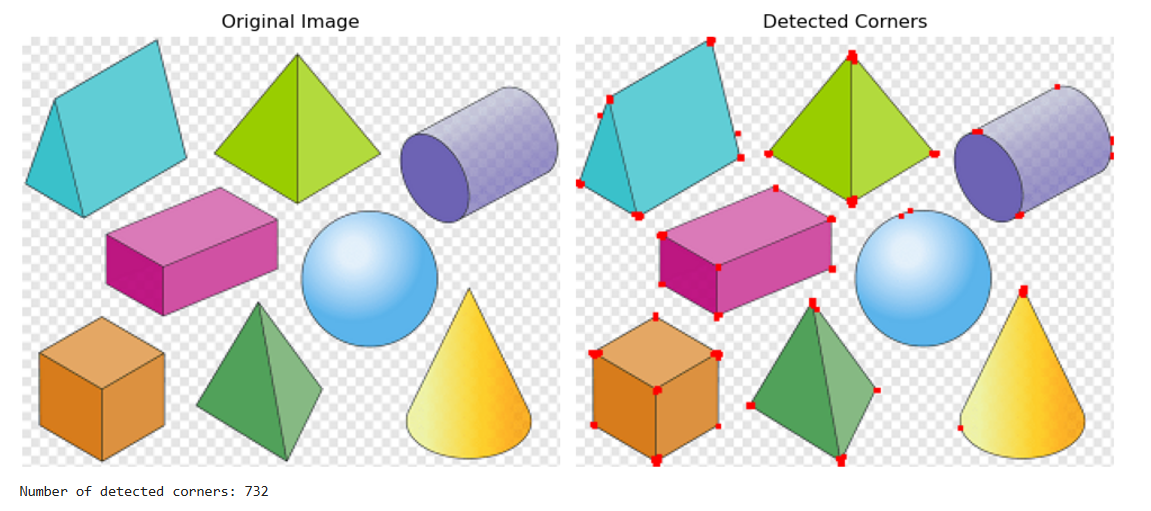 Original Image
Detected Corners
Number of detected corners: 732